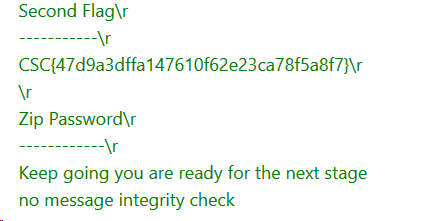 Second Flag\r
-----------\r
CSC{47d9a3dffa147610f62e23ca78f5a8f7}\r
\r
Zip Password\r
------------\r
Keep going you are ready for the next stage
no message integrity check